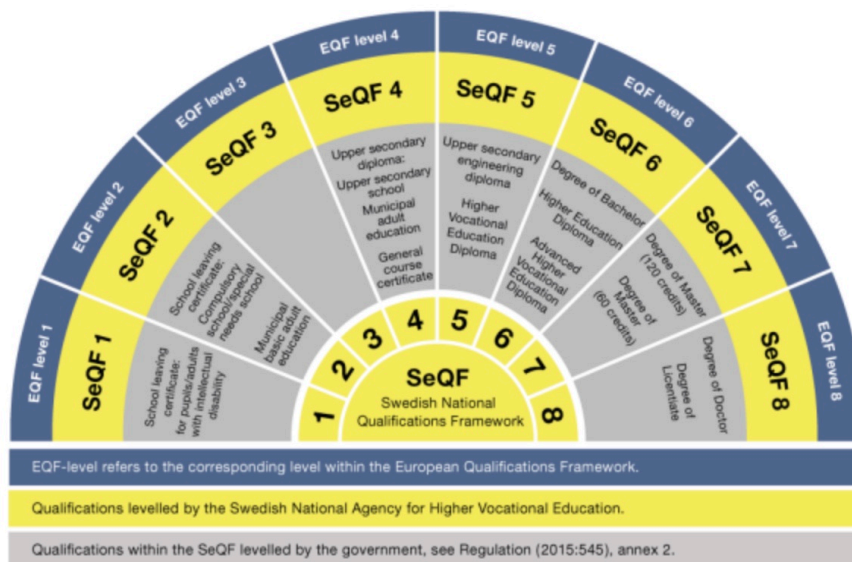 EQF level 1
EQF level 2
EQF level 3
EQF level 4
EQF level 5
EQF level 6
EQF level 7
EQF level 8
SeQF 1
SeQF 2
SeQF 3
SeQF 4
SeQF 5
SeQF 6
SeQF 7
SeQF 8
School leaving
certificate:
for pupils/adults
with intellectual
disability
School leaving
certificate:
Compulsory
school/special
needs school
Municipal
basic adult
education
Upper secondary
diploma:
Upper secondary
school
Municipal
adult
education
General
course
certificate
Upper secondary
engineering
diploma
Higher
Vocational
Education
Diploma
Degree of Bachelor
Higher Education
Diploma
Advanced
Higher
Vocational
Education
Diploma
Degree of Master
(120 credits)
Degree of
Master
(60 credits)
Degree of Doctor
Degree of
Licentiate
1
2
3
4
5
6
7
8
SeQF
Swedish National
Qualifications Framework
EQF-level refers to the corresponding level within the European Qualifications Framework.
Qualifications levelled by the Swedish National Agency for Higher Vocational Education.
Qualifications within the SeQF levelled by the government, see Regulation (2015:545), annex 2.